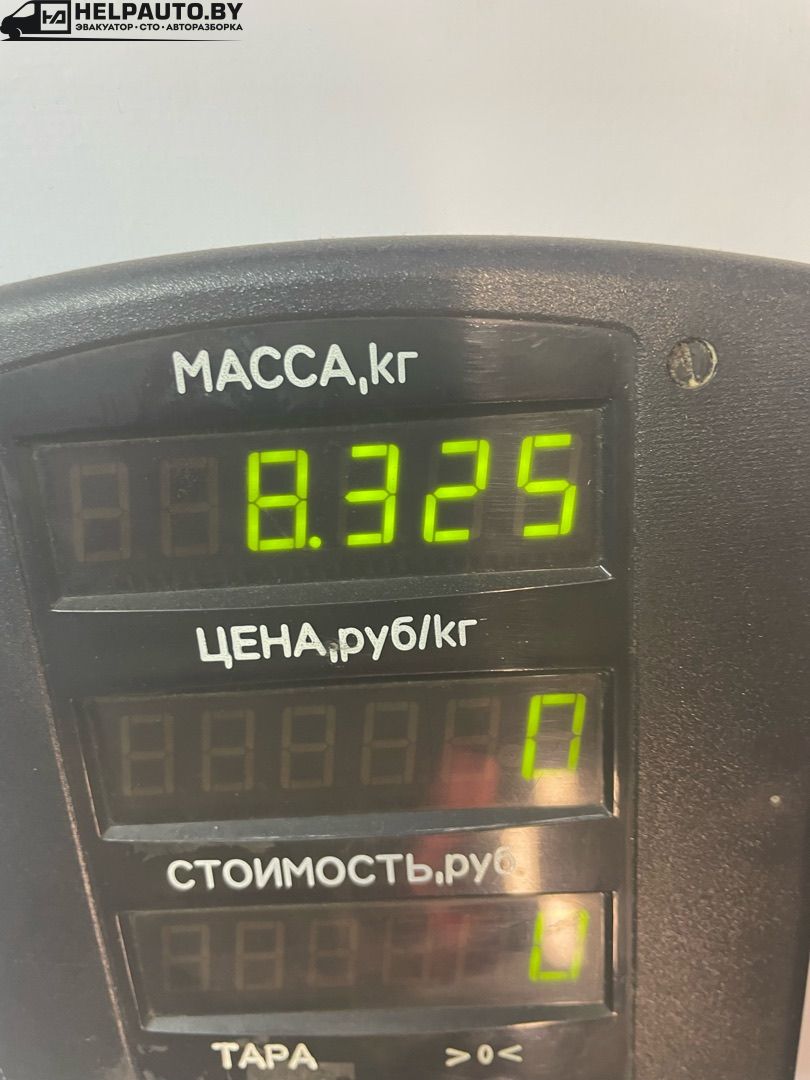 HELPAUTO.BY
ЭВАКУАТОР • СТО • АВТОРАЗБОРКА
МАССА,кг
8.325
ЦЕНА,руб/кг
0
СТОИМОСТЬ,руб
0
ТАРА >0<